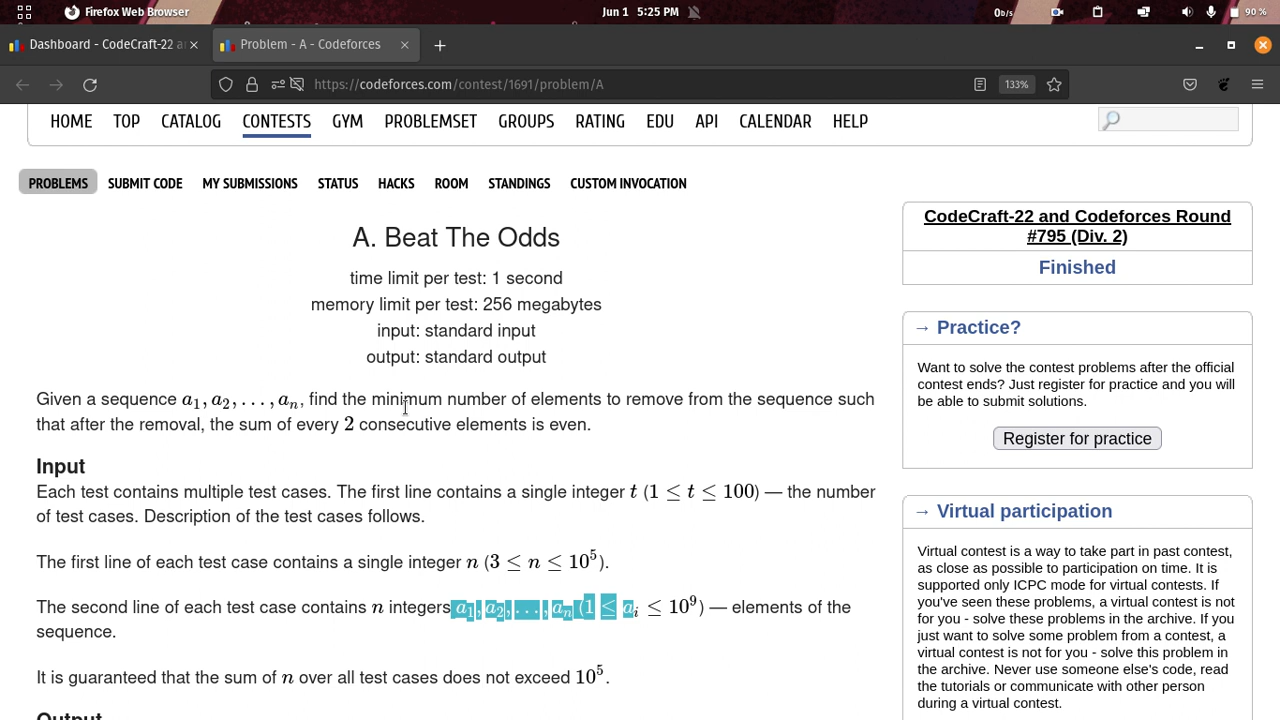 Firefox Web Browser
Jun 1 5:25 PM
0b/s
90 %
Dashboard - CodeCraft-22 a
Problem - A - Codeforces
https://codeforces.com/contest/1691/problem/A
133%
HOME TOP CATALOG CONTESTS GYM PROBLEMSET GROUPS RATING EDU API CALENDAR HELP
PROBLEMS SUBMIT CODE MY SUBMISSIONS STATUS HACKS ROOM STANDINGS CUSTOM INVOCATION
A. Beat The Odds
time limit per test: 1 second
memory limit per test: 256 megabytes
input: standard input
output: standard output
Given a sequence a₁, a₂, …, aₙ, find the minimum number of elements to remove from the sequence such
that after the removal, the sum of every 2 consecutive elements is even.
Input
Each test contains multiple test cases. The first line contains a single integer t (1 ≤ t ≤ 100) — the number
of test cases. Description of the test cases follows.
The first line of each test case contains a single integer n (3 ≤ n ≤ 10⁵).
The second line of each test case contains n integers a₁, a₂, …, aₙ (1 ≤ aᵢ ≤ 10⁹) — elements of the
sequence.
It is guaranteed that the sum of n over all test cases does not exceed 10⁵.
Output
CodeCraft-22 and Codeforces Round
#795 (Div. 2)
Finished
→ Practice?
Want to solve the contest problems after the official
contest ends? Just register for practice and you will
be able to submit solutions.
Register for practice
→ Virtual participation
Virtual contest is a way to take part in past contest,
as close as possible to participation on time. It is
supported only ICPC mode for virtual contests. If
you've seen these problems, a virtual contest is not
for you - solve these problems in the archive. If you
just want to solve some problem from a contest, a
virtual contest is not for you - solve this problem in
the archive. Never use someone else's code, read
the tutorials or communicate with other person
during a virtual contest.